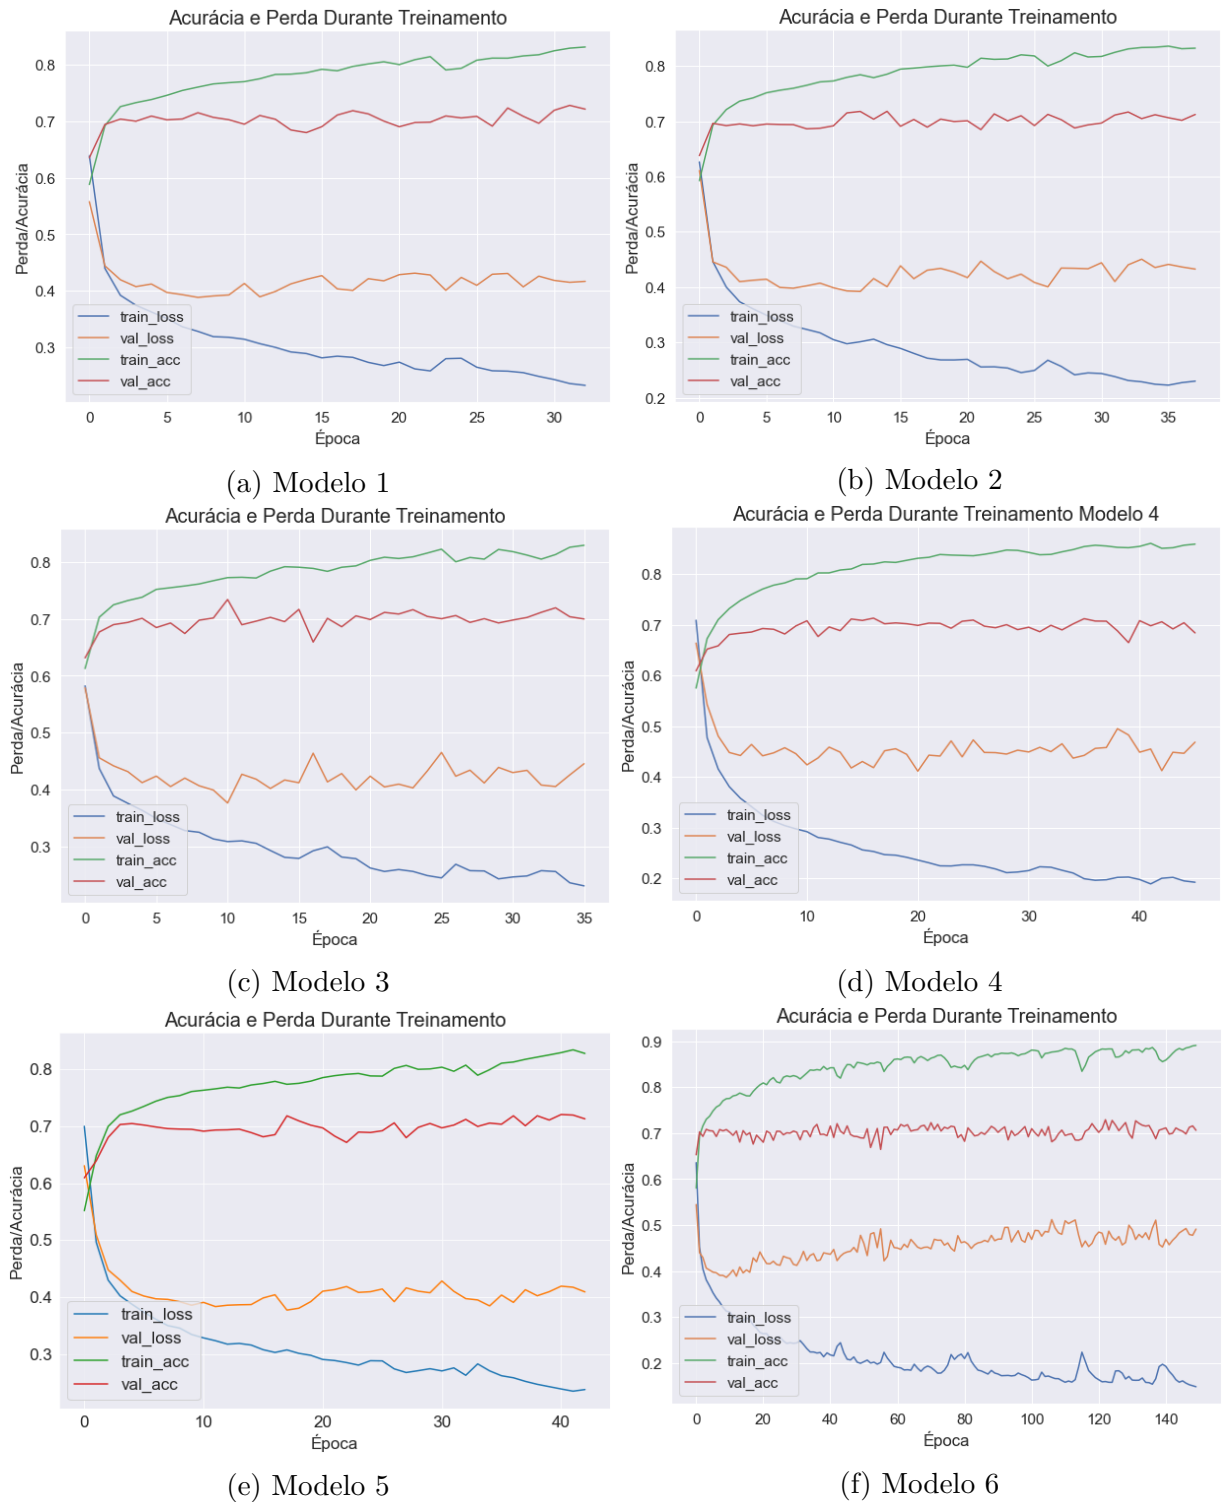 Acurácia e Perda Durante Treinamento
Perda/Acurácia
0.8
0.7
0.6
0.5
0.4
0.3
train_loss
val_loss
train_acc
val_acc
0 5 10 15 20 25 30
Época
(a) Modelo 1
Acurácia e Perda Durante Treinamento
Perda/Acurácia
0.8
0.7
0.6
0.5
0.4
0.3
0.2
train_loss
val_loss
train_acc
val_acc
0 5 10 15 20 25 30 35
Época
(b) Modelo 2
Acurácia e Perda Durante Treinamento
Perda/Acurácia
0.8
0.7
0.6
0.5
0.4
0.3
train_loss
val_loss
train_acc
val_acc
0 5 10 15 20 25 30 35
Época
(c) Modelo 3
Acurácia e Perda Durante Treinamento Modelo 4
Perda/Acurácia
0.8
0.7
0.6
0.5
0.4
0.3
0.2
train_loss
val_loss
train_acc
val_acc
0 10 20 30 40
Época
(d) Modelo 4
Acurácia e Perda Durante Treinamento
Perda/Acurácia
0.8
0.7
0.6
0.5
0.4
0.3
train_loss
val_loss
train_acc
val_acc
0 10 20 30 40
Época
(e) Modelo 5
Acurácia e Perda Durante Treinamento
Perda/Acurácia
0.9
0.8
0.7
0.6
0.5
0.4
0.3
0.2
train_loss
val_loss
train_acc
val_acc
0 20 40 60 80 100 120 140
Época
(f) Modelo 6